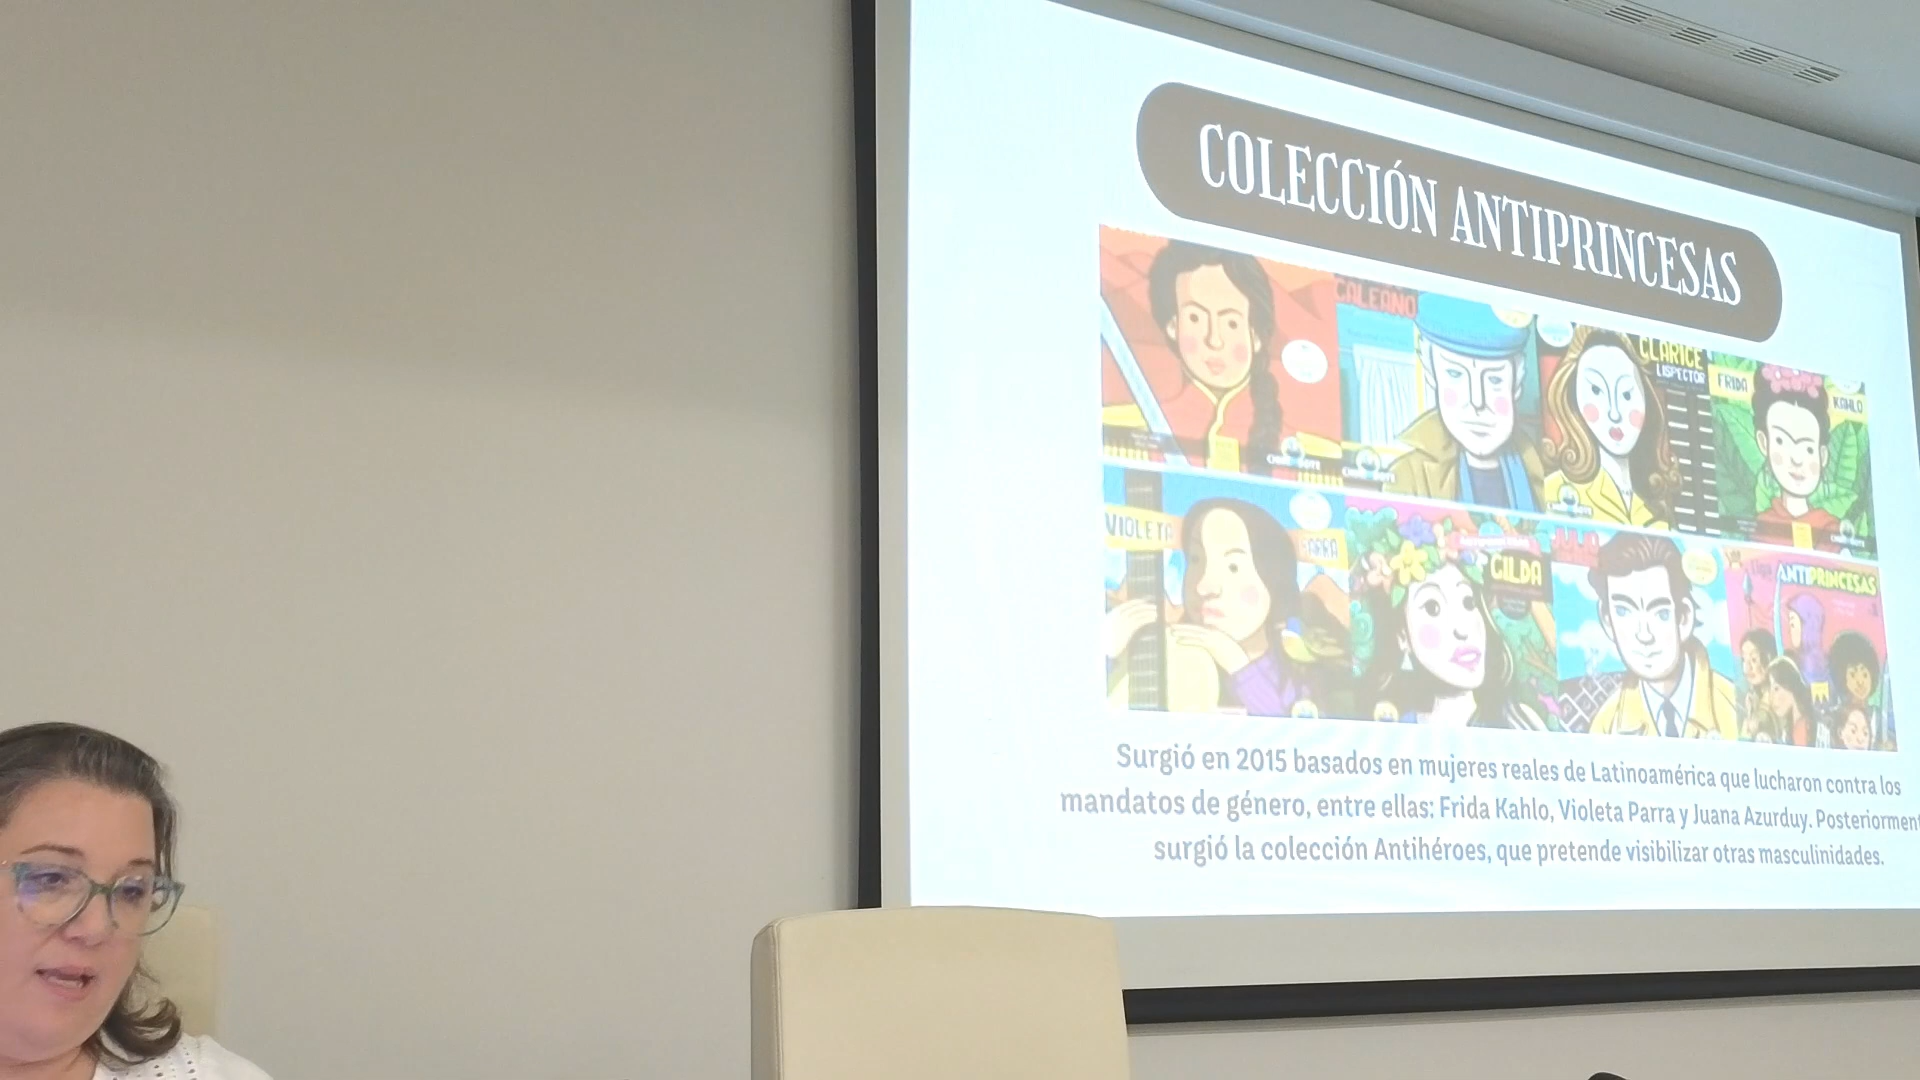 COLECCIÓN ANTIPRINCESAS
GALEANO
CLARICE
LISPECTOR
FRIDA
KAHLO
VIOLETA
PARRA
GILDA
Liga
ANTIPRINCESAS
Surgió en 2015 basados en mujeres reales de Latinoamérica que lucharon contra los
mandatos de género, entre ellas: Frida Kahlo, Violeta Parra y Juana Azurduy. Posteriorment
surgió la colección Antihéroes, que pretende visibilizar otras masculinidades.